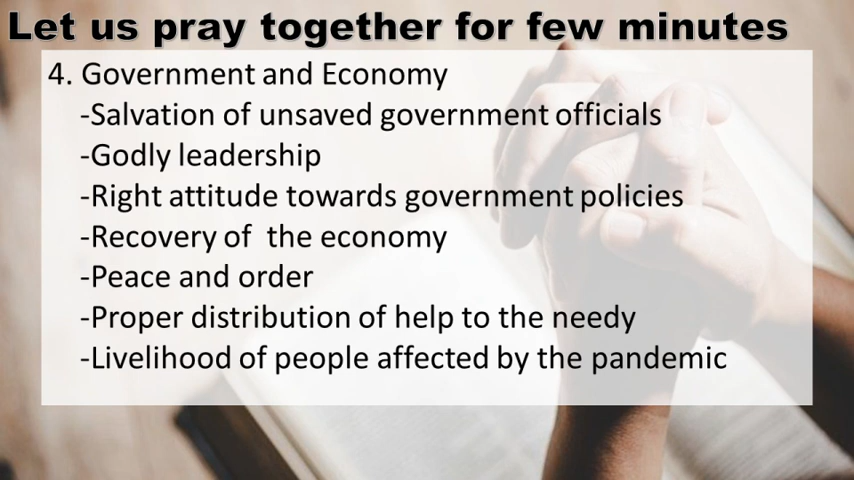 Let us pray together for few minutes
4. Government and Economy
-Salvation of unsaved government officials
-Godly leadership
-Right attitude towards government policies
-Recovery of  the economy
-Peace and order
-Proper distribution of help to the needy
-Livelihood of people affected by the pandemic